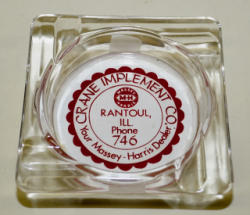 CRANE IMPLEMENT CO.
M-H
RANTOUL,
ILL.
Phone
746
Your Massey-Harris Dealer